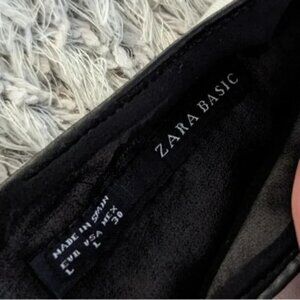 ZARA BASIC
MADE IN SPAIN
EUR USA MEX
L L 30